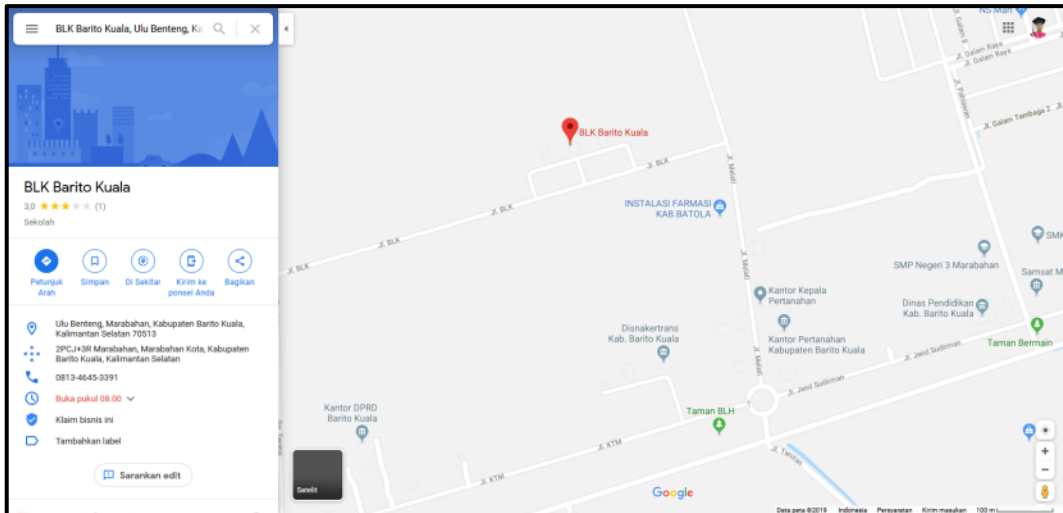 BLK Barito Kuala, Ulu Benteng, Ka
BLK Barito Kuala
3,0 (1)
Sekolah
Petunjuk Arah
Simpan
Di Sekitar
Kirim ke ponsel Anda
Bagikan
Ulu Benteng, Marabahan, Kabupaten Barito Kuala,
Kalimantan Selatan 70513
2PCJ+3R Marabahan, Marabahan Kota, Kabupaten
Barito Kuala, Kalimantan Selatan
0813-4645-3391
Buka pukul 08.00
Klaim bisnis ini
Tambahkan label
Sarankan edit
Satelit
NS Mart
Jl. Galam Raya
Jl. Galam Raya
Jl. Pahlawan
Jl. Galam Tembaga 2
BLK Barito Kuala
Jl. BLK
Jl. BLK
Jl. BLK
Jl. BLK
Jl. Melati
Jl. Melati
Jl. Melati
INSTALASI FARMASI
KAB.BATOLA
SMK
SMP Negeri 3 Marabahan
Samsat M
Kantor Kepala
Pertanahan
Dinas Pendidikan
Kab. Barito Kuala
Disnakertrans
Kab. Barito Kuala
Kantor Pertanahan
Kabupaten Barito Kuala
Taman Bermain
Jl. Jend Sudirman
Jl. Jend Sudirman
Kantor DPRD
Barito Kuala
Taman BLH
Jl. KTM
Jl. KTM
Google
Data peta ©2019
Indonesia
Persyaratan
Kirim masukan
100 m